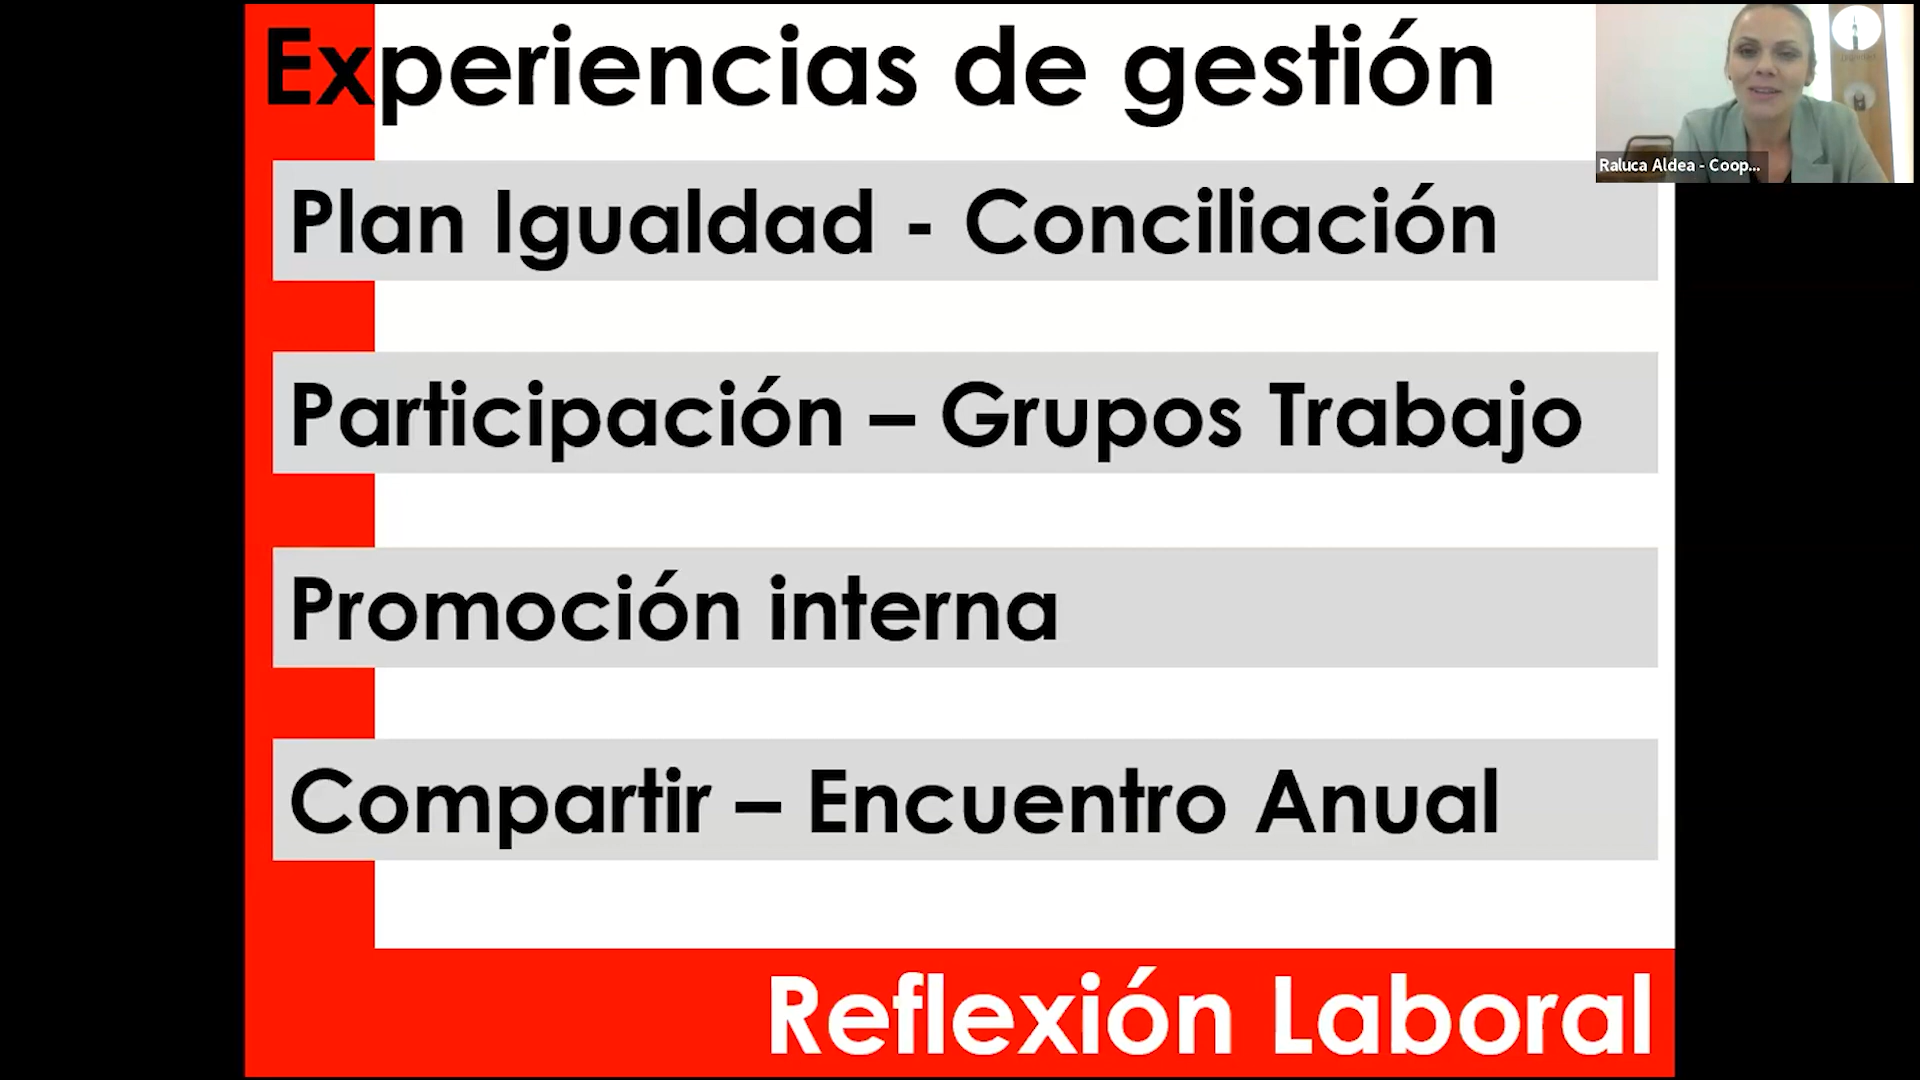 Experiencias de gestión
Raluca Aldea - Coop...
Plan Igualdad - Conciliación
Participación – Grupos Trabajo
Promoción interna
Compartir – Encuentro Anual
Reflexión Laboral